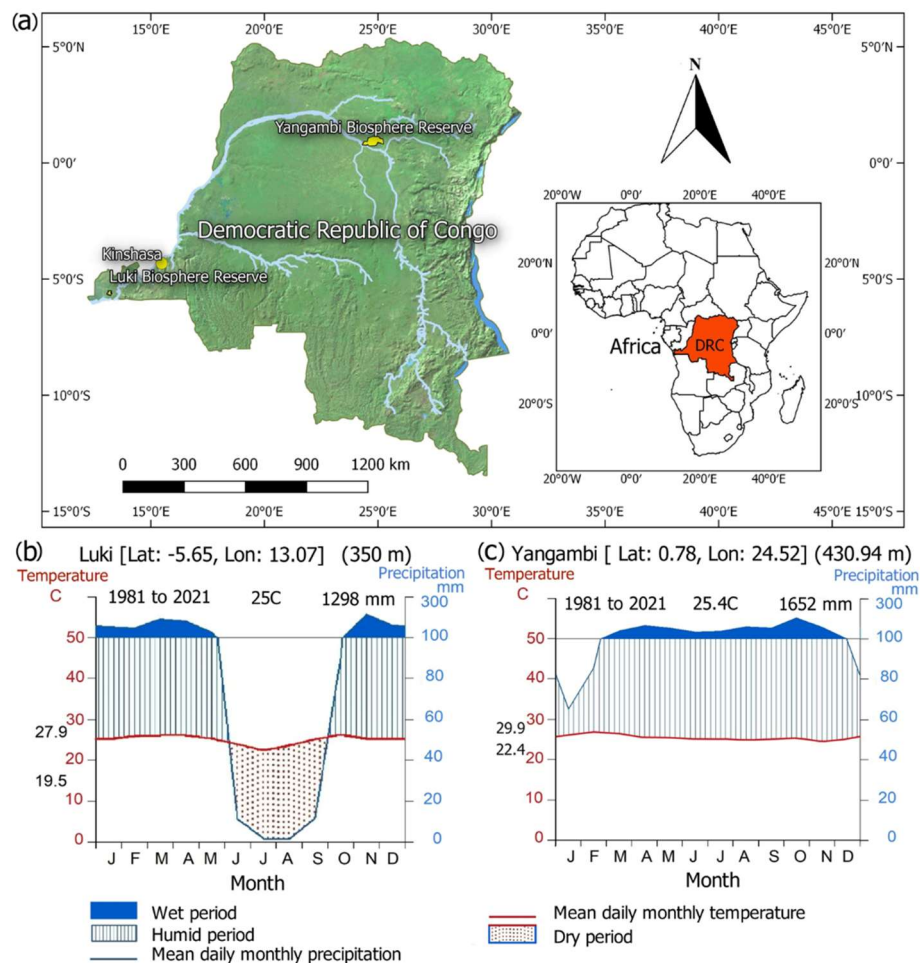 (a)
15°0'E 20°0'E 25°0'E 30°0'E 35°0'E 40°0'E 45°0'E
5°0'N 5°0'N
N
Yangambi Biosphere Reserve
0°0' 0°0'
20°0'W 0°0' 20°0'E 40°0'E
Democratic Republic of Congo
20°0'N 20°0'N
Kinshasa
5°0'S 5°0'S
Luki Biosphere Reserve
0°0' Africa DRC 0°0'
10°0'S 10°0'S
20°0'S 20°0'S
0 300 600 900 1200 km
20°0'W 0°0' 20°0'E 40°0'E
15°0'S 15°0'S
15°0'E 20°0'E 25°0'E 30°0'E 35°0'E 40°0'E 45°0'E
(b) Luki [Lat: -5.65, Lon: 13.07] (350 m)
Temperature Precipitation
C mm
1981 to 2021 25C 1298 mm
300
50 100
40 80
30 60
27.9
40
20
19.5
10 20
0 0
J F M A M J J A S O N D
Month
(c) Yangambi [ Lat: 0.78, Lon: 24.52] (430.94 m)
Temperature Precipitation
C mm
1981 to 2021 25.4C 1652 mm
300
50 100
40 80
30 60
29.9
22.4
40
20
10 20
0 0
J F M A M J J A S O N D
Month
Wet period
Humid period
Mean daily monthly precipitation
Mean daily monthly temperature
Dry period